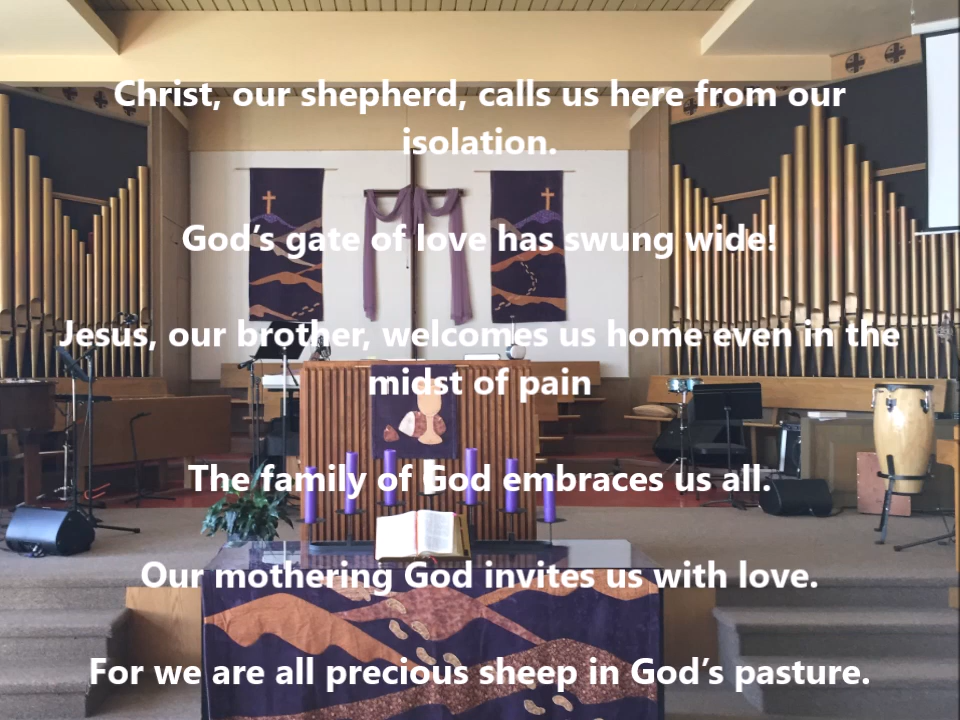 Christ, our shepherd, calls us here from our
isolation.
God’s gate of love has swung wide!
Jesus, our brother, welcomes us home even in the
midst of pain
The family of God embraces us all.
Our mothering God invites us with love.
For we are all precious sheep in God’s pasture.